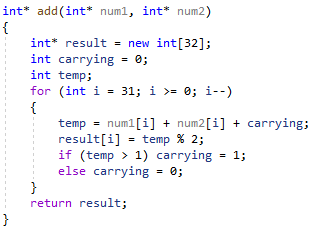 int* add(int* num1, int* num2)
{
    int* result = new int[32];
    int carrying = 0;
    int temp;
    for (int i = 31; i >= 0; i--)
    {
        temp = num1[i] + num2[i] + carrying;
        result[i] = temp % 2;
        if (temp > 1) carrying = 1;
        else carrying = 0;
    }
    return result;
}